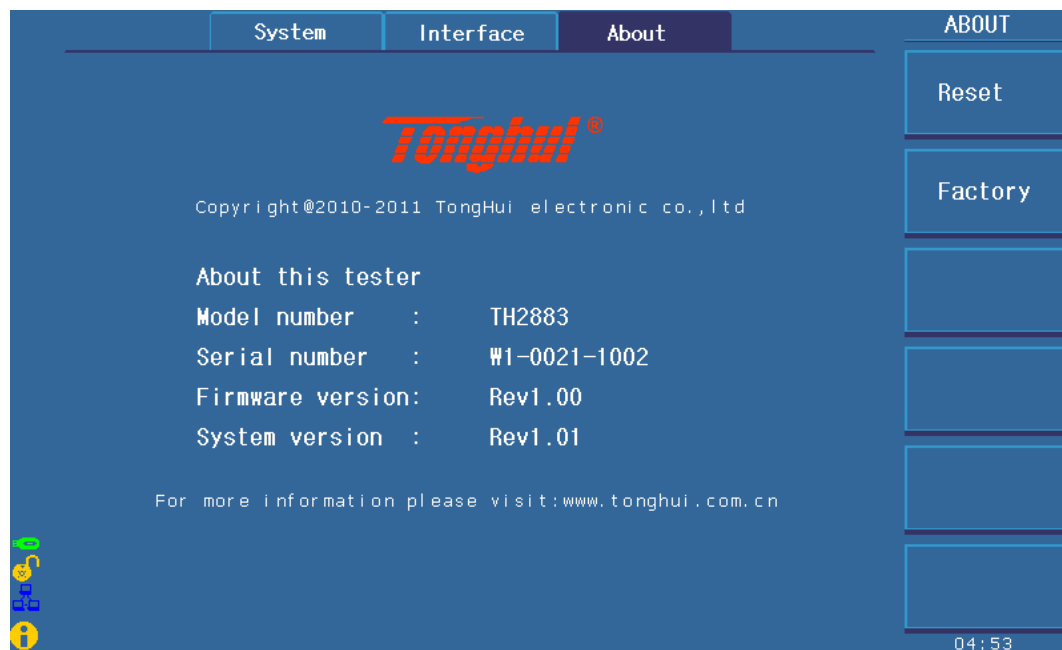 System Interface About
ABOUT
Reset
Factory
Tonghui®
Copyright@2010-2011 TongHui electronic co.,ltd
About this tester
Model number : TH2883
Serial number : W1-0021-1002
Firmware version: Rev1.00
System version : Rev1.01
For more information please visit:www.tonghui.com.cn
04:53